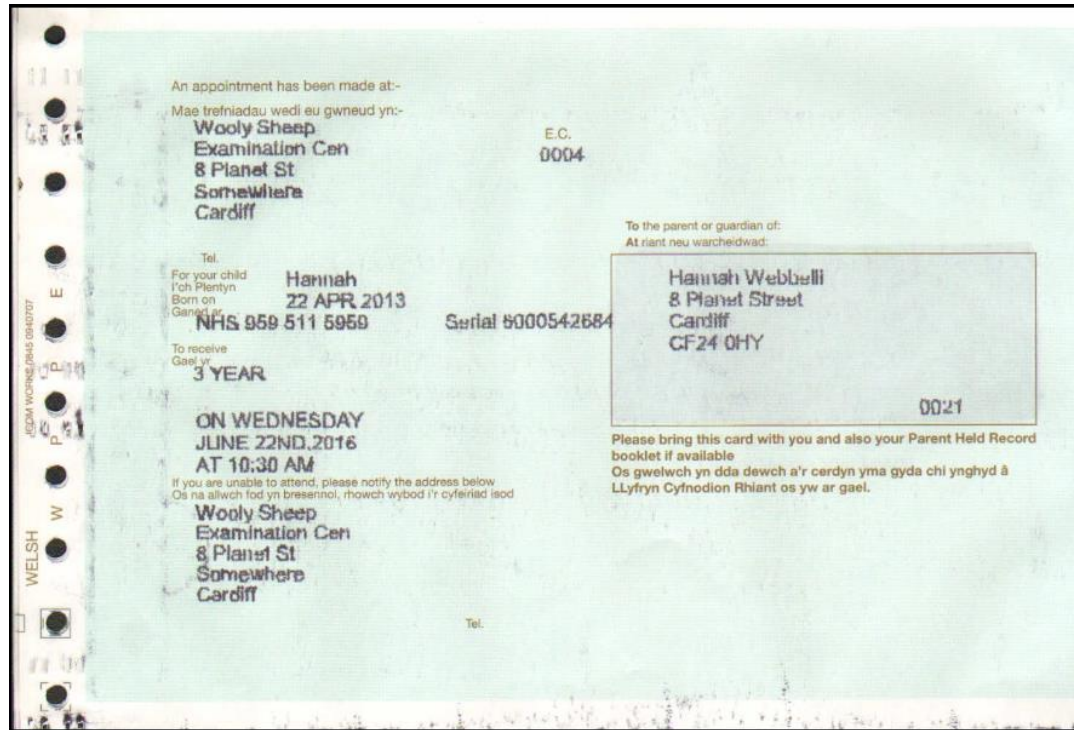 An appointment has been made at:-
Mae trefniadau wedi eu gwneud yn:-
Wooly Sheep
Examination Cen
8 Planet St
Somewhere
Cardiff
E.C.
0004
Tel.
For your child
I'ch Plentyn
Hannah
Born on
Ganed ar
22 APR 2013
NHS 959 511 5959
Serial 6000542684
To receive
Gael yr
3 YEAR
ON WEDNESDAY
JUNE 22ND,2016
AT 10:30 AM
If you are unable to attend, please notify the address below
Os na allwch fod yn bresennol, rhowch wybod i'r cyfeiriad isod
Wooly Sheep
Examination Cen
8 Planet St
Somewhere
Cardiff
Tel.
To the parent or guardian of:
At riant neu warcheidwad:
Hannah Webbelli
8 Planet Street
Cardiff
CF24 0HY
0021
Please bring this card with you and also your Parent Held Record
booklet if available
Os gwelwch yn dda dewch a'r cerdyn yma gyda chi ynghyd â
LLyfryn Cyfnodion Rhiant os yw ar gael.
WELSH W P P E
WORKS 0845 0940707